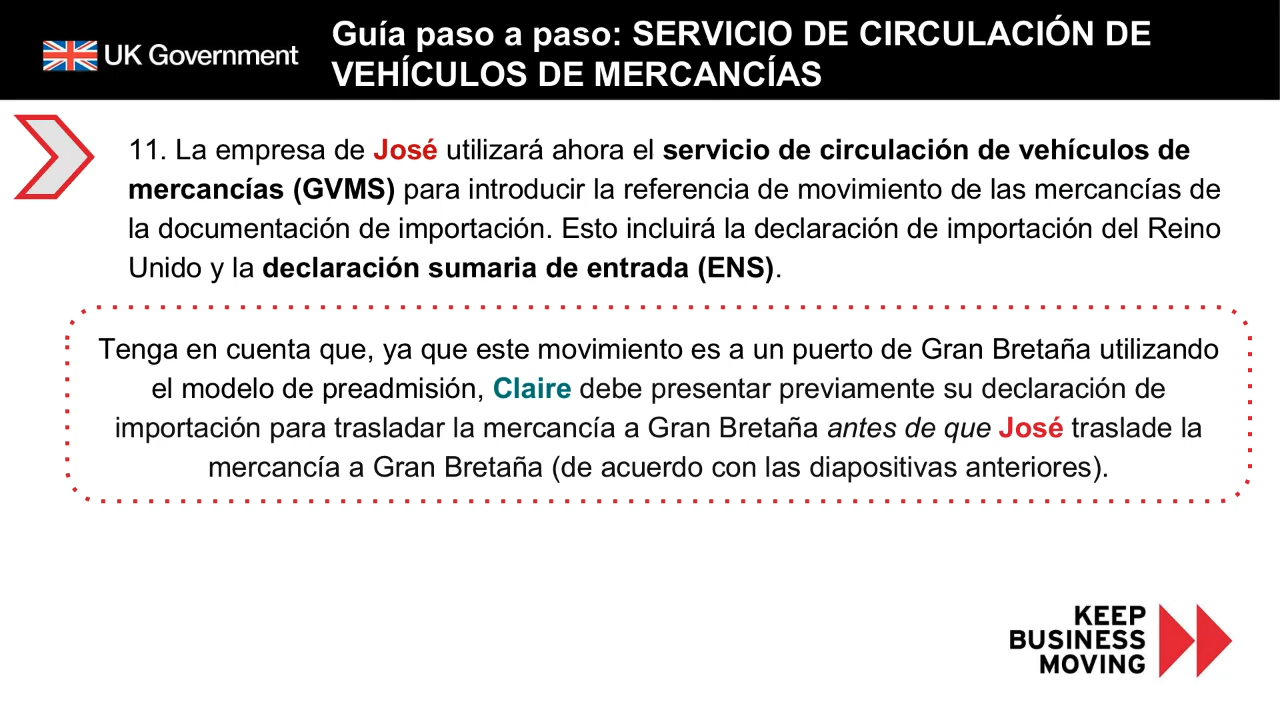 UK Government
Guía paso a paso: SERVICIO DE CIRCULACIÓN DE
VEHÍCULOS DE MERCANCÍAS
11. La empresa de José utilizará ahora el servicio de circulación de vehículos de
mercancías (GVMS) para introducir la referencia de movimiento de las mercancías de
la documentación de importación. Esto incluirá la declaración de importación del Reino
Unido y la declaración sumaria de entrada (ENS).
Tenga en cuenta que, ya que este movimiento es a un puerto de Gran Bretaña utilizando
el modelo de preadmisión, Claire debe presentar previamente su declaración de
importación para trasladar la mercancía a Gran Bretaña antes de que José traslade la
mercancía a Gran Bretaña (de acuerdo con las diapositivas anteriores).
KEEP
BUSINESS
MOVING